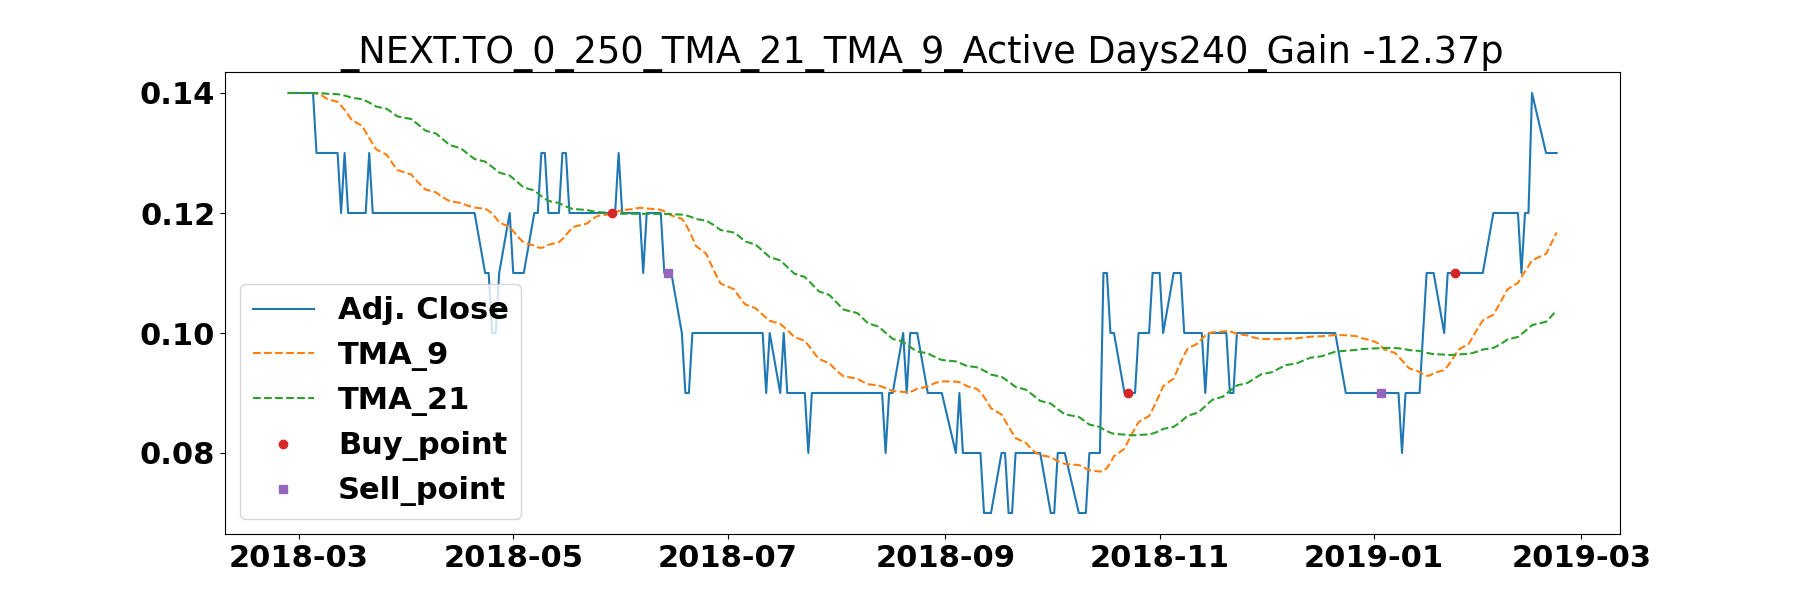 _NEXT.TO_0_250_TMA_21_TMA_9_Active Days240_Gain -12.37p
0.14
0.12
0.10
0.08
Adj. Close
TMA_9
TMA_21
Buy_point
Sell_point
2018-03 2018-05 2018-07 2018-09 2018-11 2019-01 2019-03